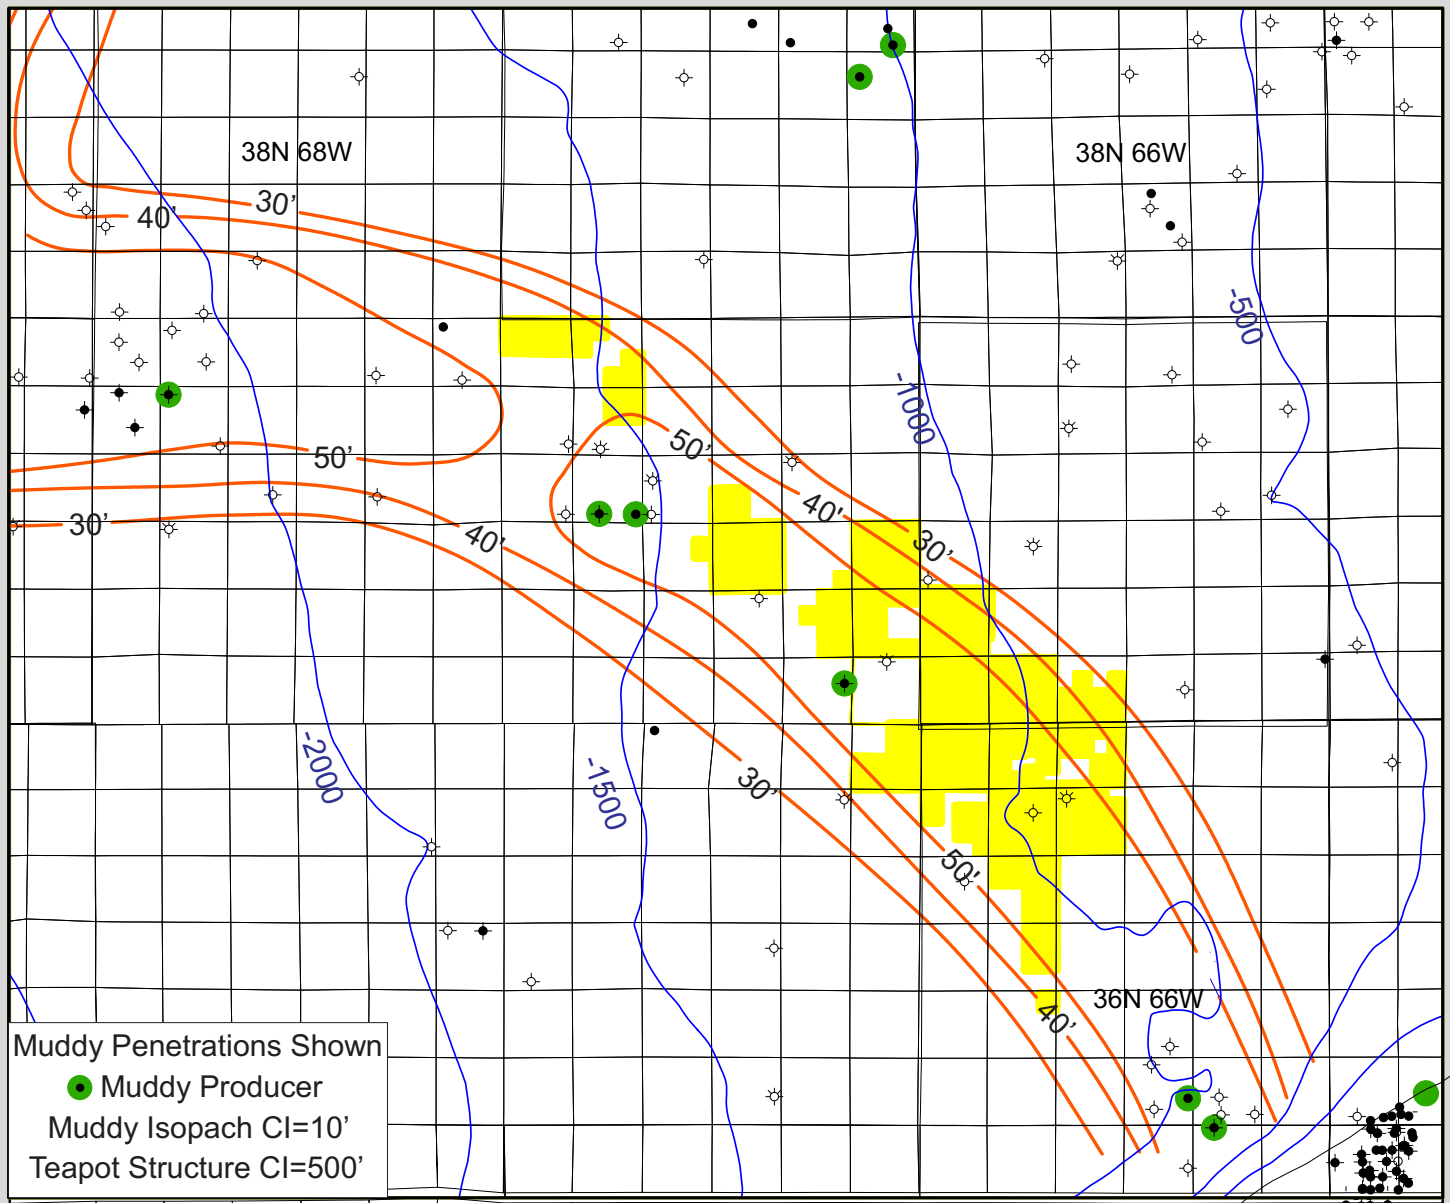 38N 68W
38N 66W
30’
40’
-500
-1000
50’
50’
40’
30’
30’
40’
-2000
-1500
30’
50’
36N 66W
40’
Muddy Penetrations Shown
Muddy Producer
Muddy Isopach CI=10’
Teapot Structure CI=500’